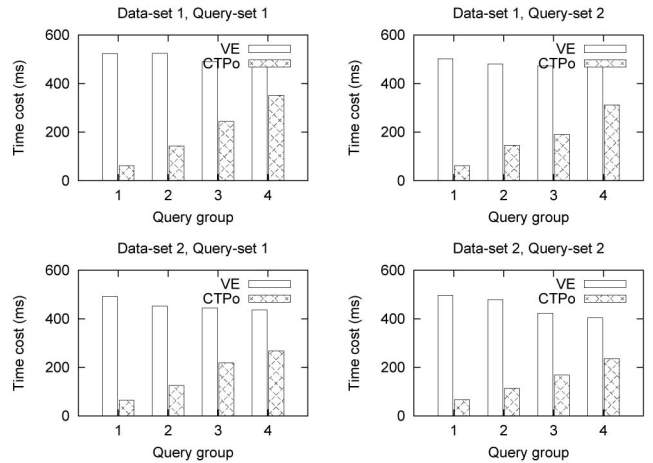 Data-set 1, Query-set 1
600
400
200
0
Time cost (ms)
VE
CTPo
1 2 3 4
Query group
Data-set 1, Query-set 2
600
400
200
0
Time cost (ms)
VE
CTPo
1 2 3 4
Query group
Data-set 2, Query-set 1
600
400
200
0
Time cost (ms)
VE
CTPo
1 2 3 4
Query group
Data-set 2, Query-set 2
600
400
200
0
Time cost (ms)
VE
CTPo
1 2 3 4
Query group